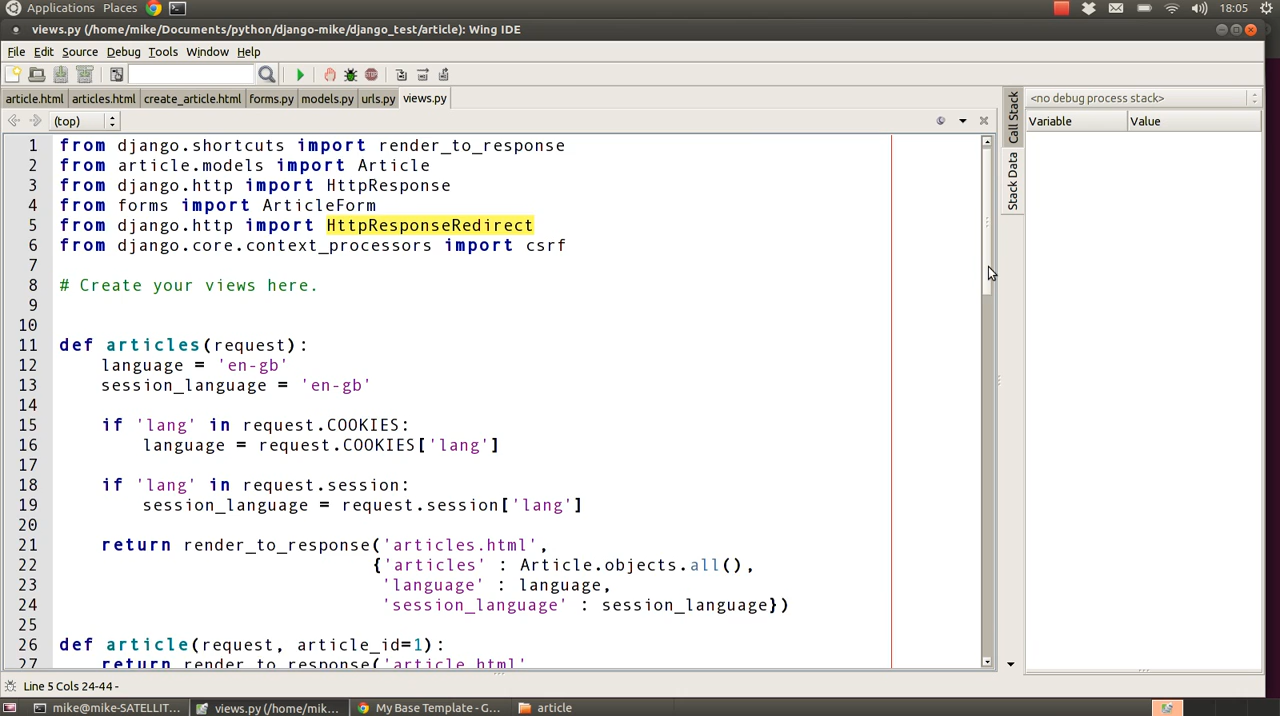 Applications Places 18:05
views.py (/home/mike/Documents/python/django-mike/django_test/article): Wing IDE
File Edit Source Debug Tools Window Help
article.html articles.html create_article.html forms.py models.py urls.py views.py
<no debug process stack>
(top)
Variable Value
Call Stack
Stack Data
1 from django.shortcuts import render_to_response
2 from article.models import Article
3 from django.http import HttpResponse
4 from forms import ArticleForm
5 from django.http import HttpResponseRedirect
6 from django.core.context_processors import csrf
7
8 # Create your views here.
9
10
11 def articles(request):
12 language = 'en-gb'
13 session_language = 'en-gb'
14
15 if 'lang' in request.COOKIES:
16 language = request.COOKIES['lang']
17
18 if 'lang' in request.session:
19 session_language = request.session['lang']
20
21 return render_to_response('articles.html',
22 {'articles' : Article.objects.all(),
23 'language' : language,
24 'session_language' : session_language})
25
26 def article(request, article_id=1):
27 return render_to_response('article.html',
Line 5 Cols 24-44 -
mike@mike-SATELLIT... views.py (/home/mik... My Base Template - G... article